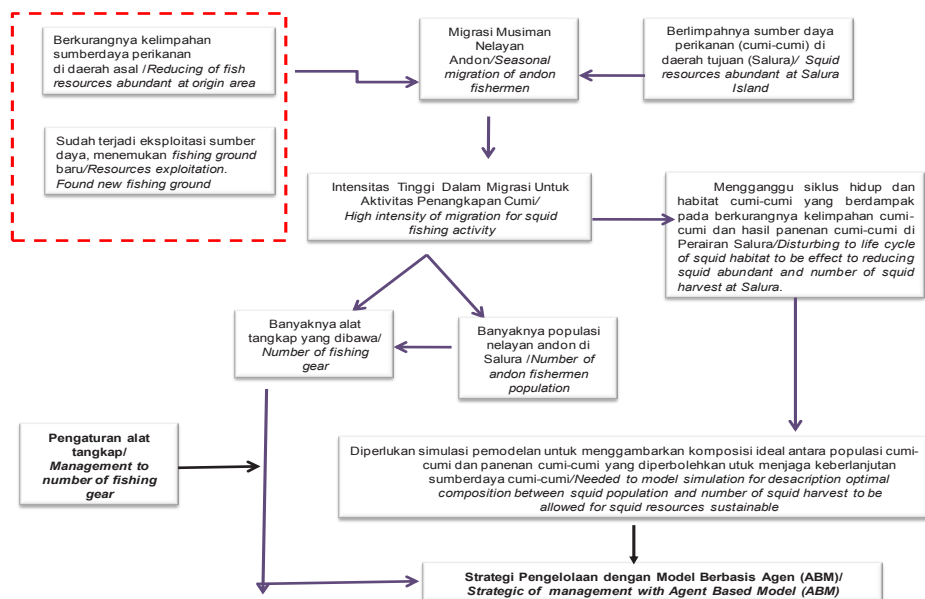 Berkurangnya kelimpahan
sumberdaya perikanan
di daerah asal /Reducing of fish
resources abundant at origin area
Migrasi Musiman
Nelayan
Andon/Seasonal
migration of andon
fishermen
Berlimpahnya sumber daya
perikanan (cumi-cumi) di
daerah tujuan (Salura)/ Squid
resources abundant at Salura
Island
Sudah terjadi eksploitasi sumber
daya, menemukan fishing ground
baru/Resources exploitation.
Found new fishing ground
Intensitas Tinggi Dalam Migrasi Untuk
Aktivitas Penangkapan Cumi/
High intensity of migration for squid
fishing activity
Mengganggu siklus hidup dan
habitat cumi-cumi yang berdampak
pada berkurangnya kelimpahan cumi-
cumi dan hasil panenan cumi-cumi di
Perairan Salura/Disturbing to life cycle
of squid habitat to be effect to reducing
squid abundant and number of squid
harvest at Salura.
Banyaknya alat
tangkap yang dibawa/
Number of fishing
gear
Banyaknya populasi
nelayan andon di
Salura /Number of
andon fishermen
population
Pengaturan alat
tangkap/
Management to
number of fishing
gear
Diperlukan simulasi pemodelan untuk menggambarkan komposisi ideal antara populasi cumi-
cumi dan panenan cumi-cumi yang diperbolehkan utuk menjaga keberlanjutan
sumberdaya cumi-cumi/Needed to model simulation for desacription optimal
composition between squid population and number of squid harvest to be
allowed for squid resources sustainable
Strategi Pengelolaan dengan Model Berbasis Agen (ABM)/
Strategic of management with Agent Based Model (ABM)